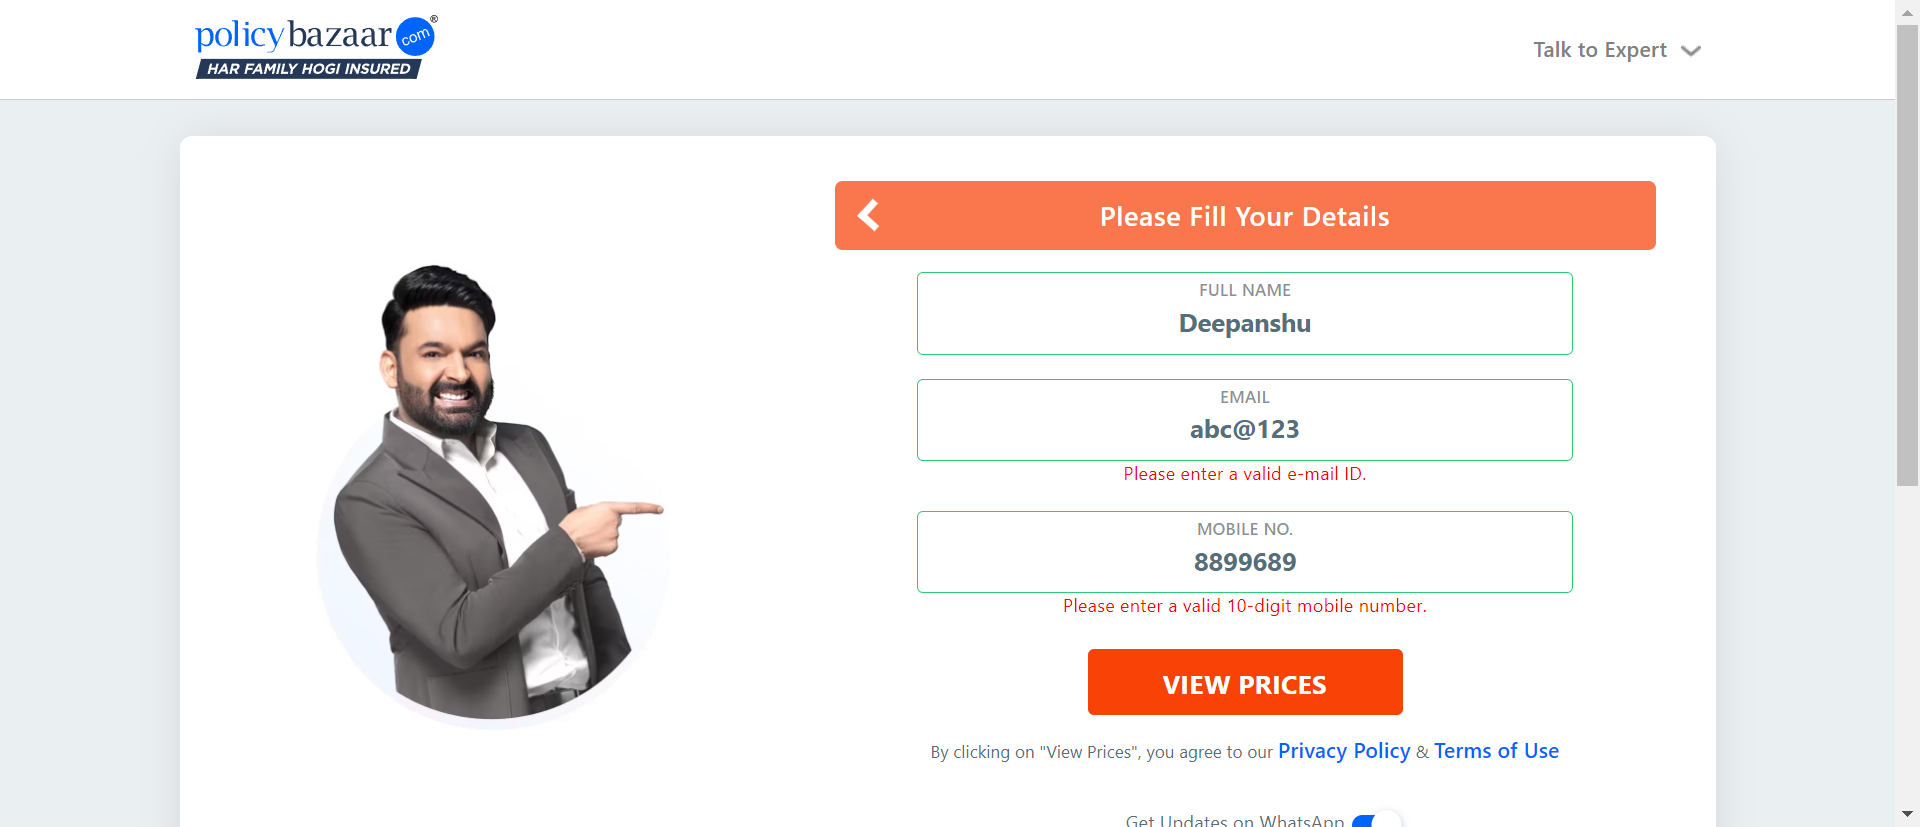 policybazaar.com®
HAR FAMILY HOGI INSURED
Talk to Expert
Please Fill Your Details
FULL NAME
Deepanshu
EMAIL
abc@123
Please enter a valid e-mail ID.
MOBILE NO.
8899689
Please enter a valid 10-digit mobile number.
VIEW PRICES
By clicking on "View Prices", you agree to our Privacy Policy & Terms of Use
Get Updates on WhatsApp